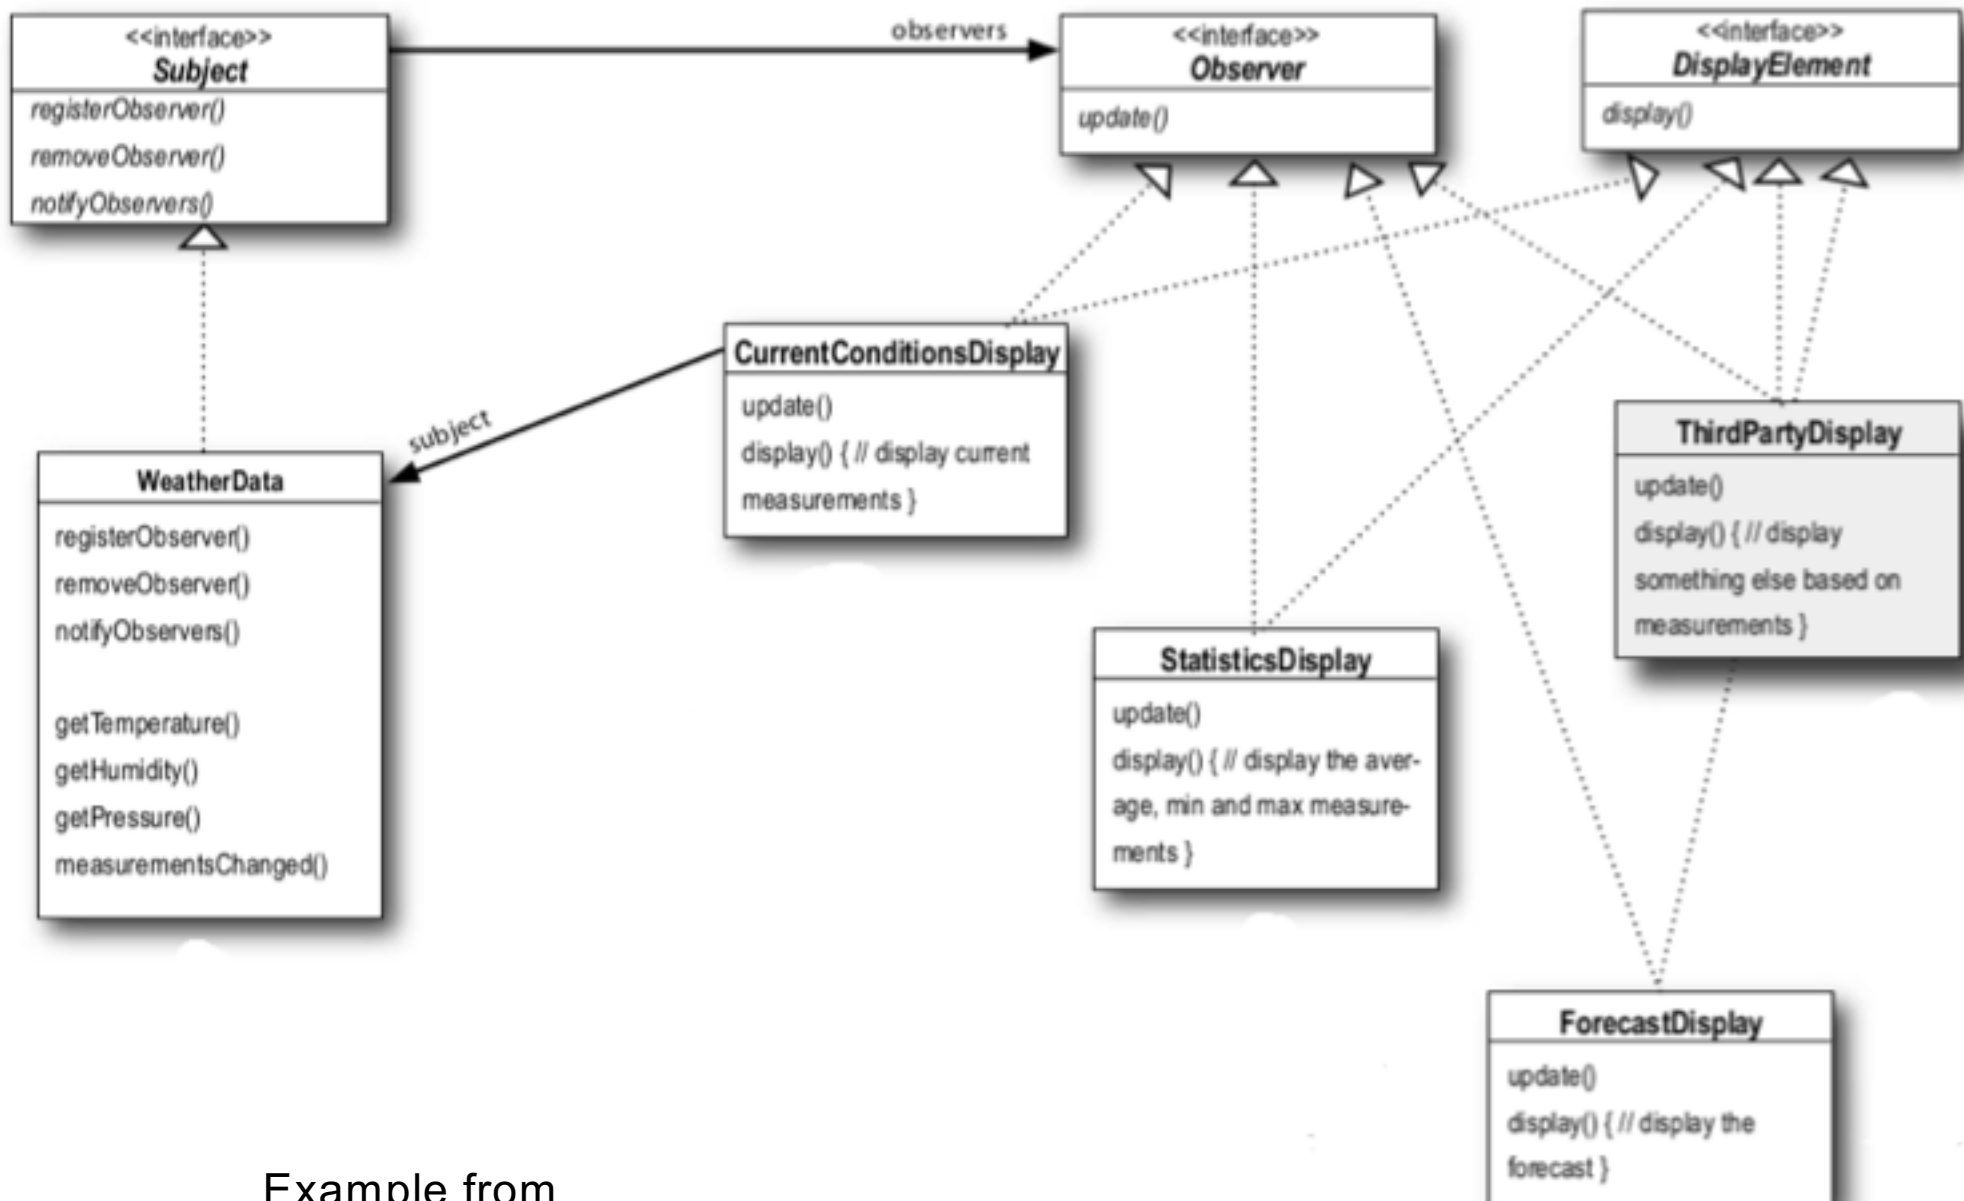 <<interface>>
Subject
registerObserver()
removeObserver()
notifyObservers()
observers
<<interface>>
Observer
update()
<<interface>>
DisplayElement
display()
subject
WeatherData
registerObserver()
removeObserver()
notifyObservers()
getTemperature()
getHumidity()
getPressure()
measurementsChanged()
CurrentConditionsDisplay
update()
display() { // display current
measurements }
StatisticsDisplay
update()
display() { // display the aver-
age, min and max measure-
ments }
ThirdPartyDisplay
update()
display() { // display
something else based on
measurements }
ForecastDisplay
update()
display() { // display the
forecast }
Example from